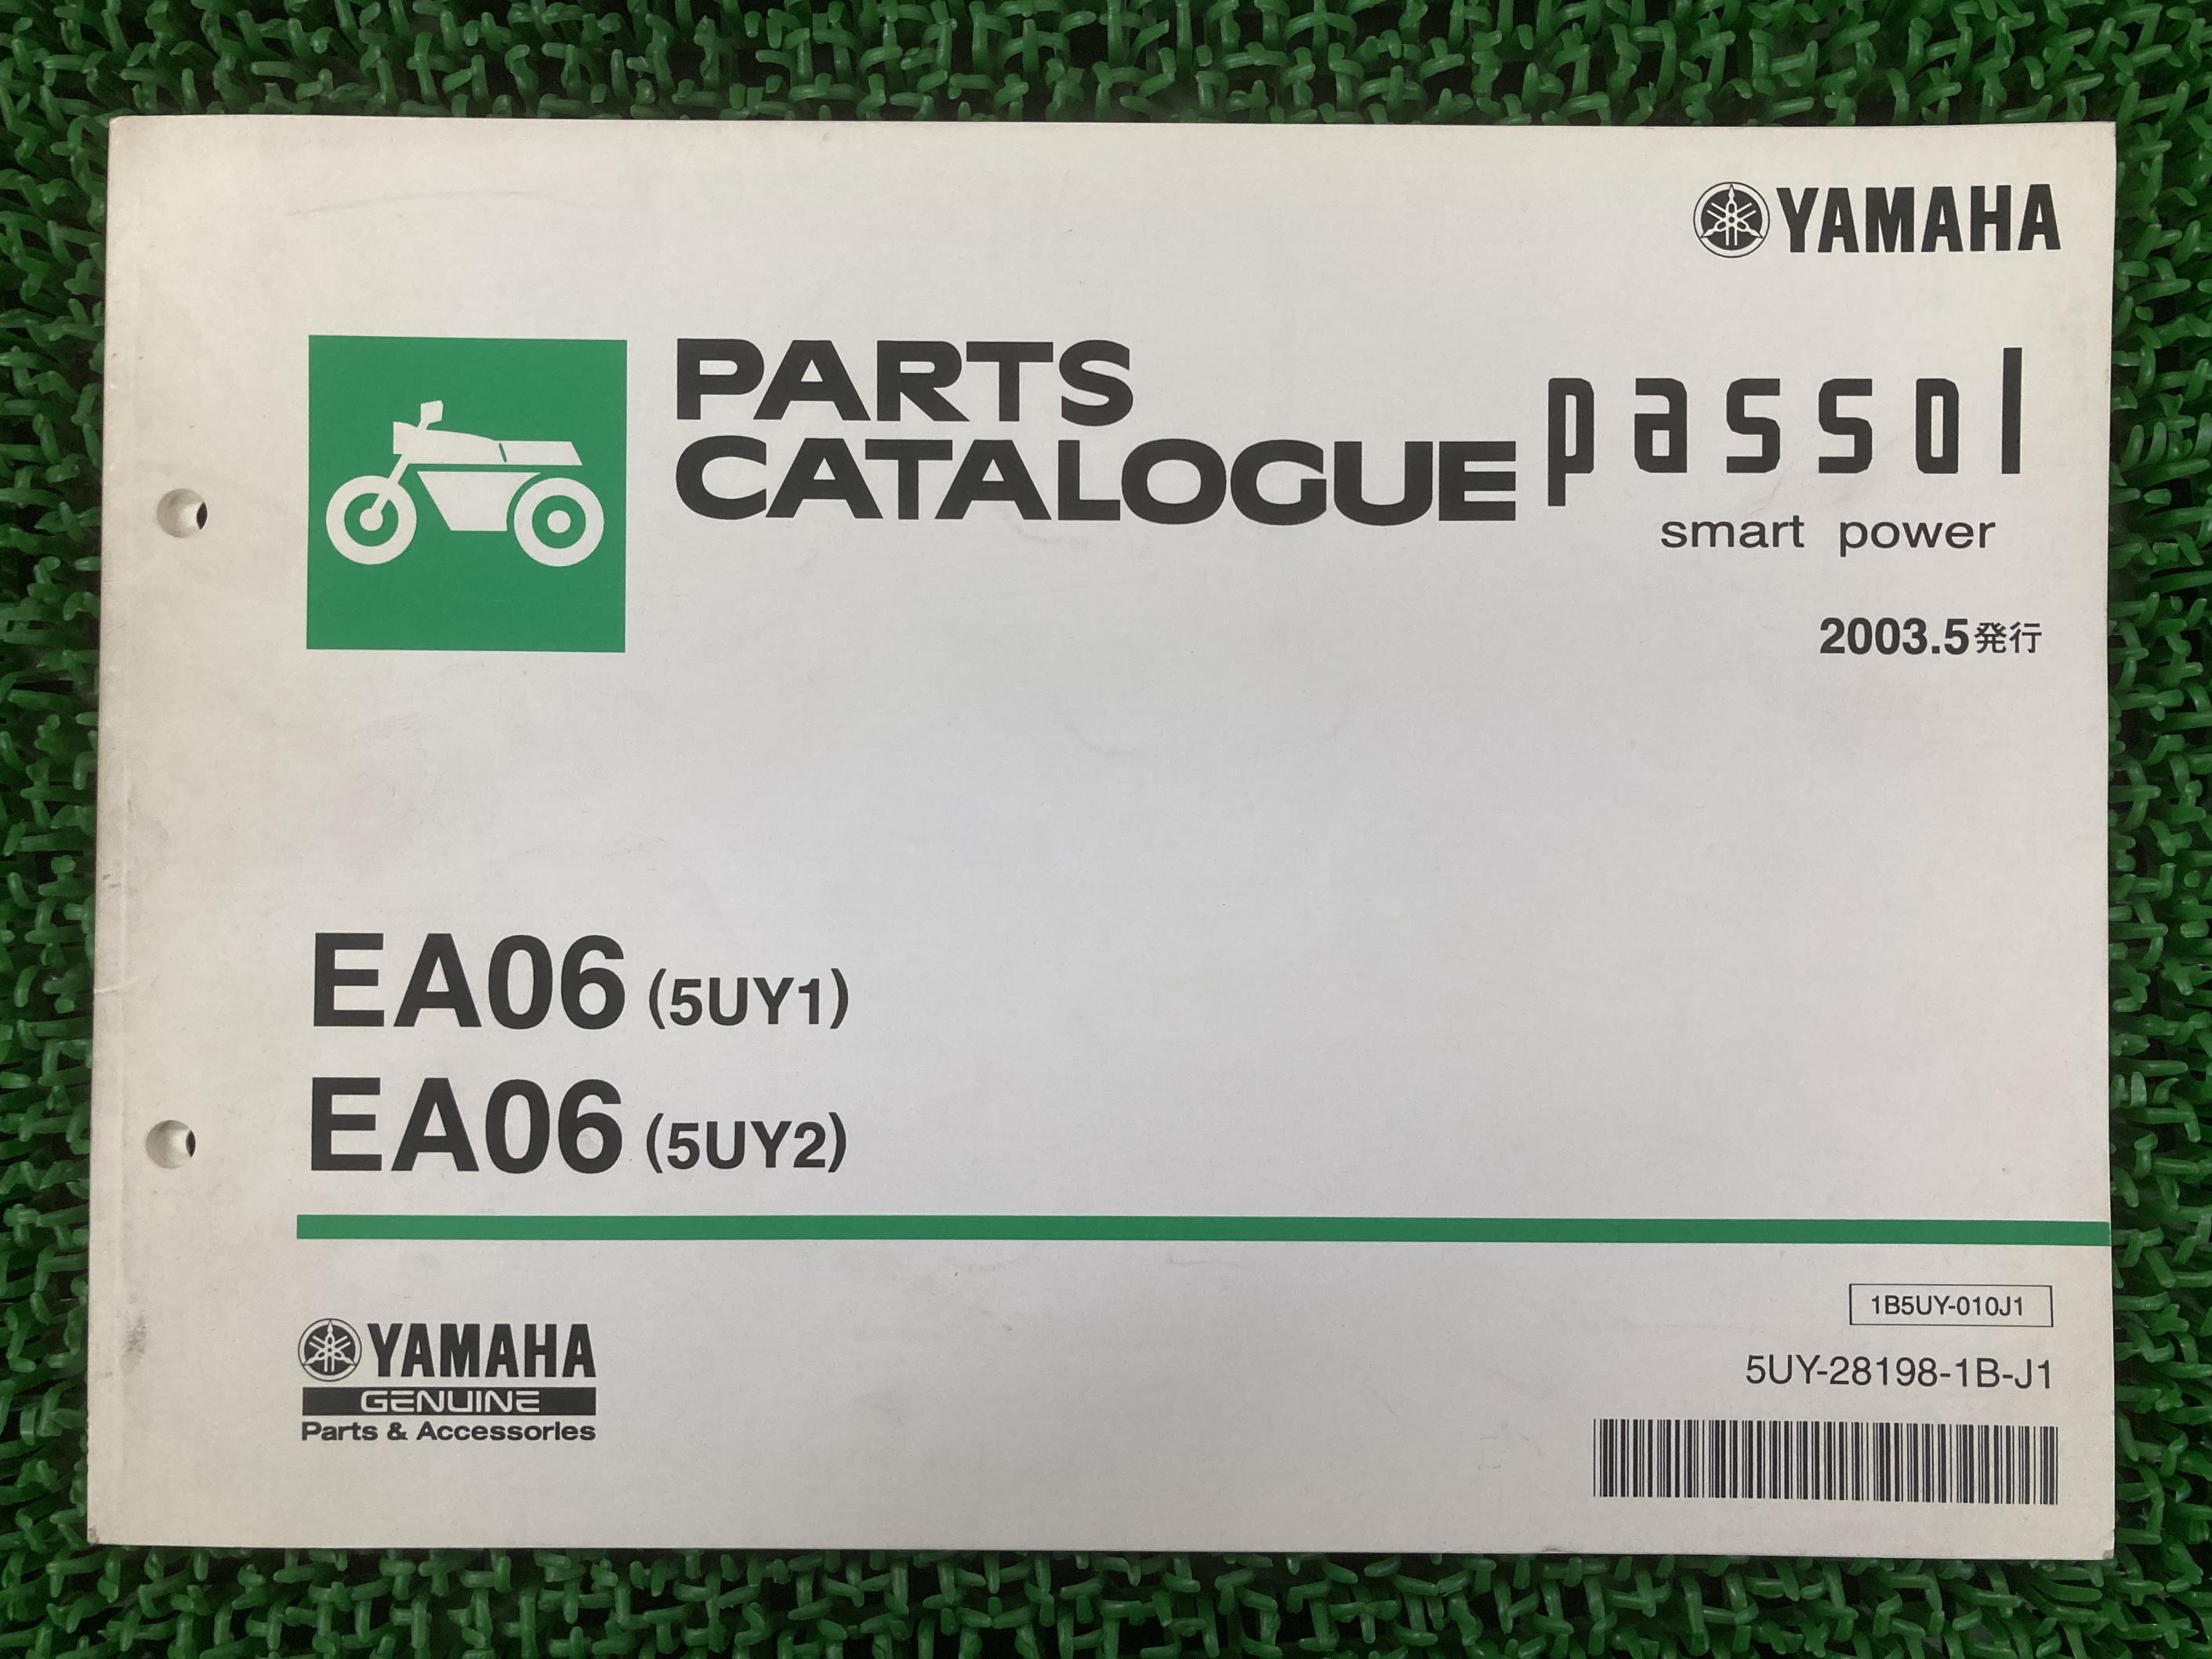 YAMAHA
PARTS
CATALOGUE
passol
smart power
2003.5発行
EA06 (5UY1)
EA06 (5UY2)
YAMAHA
GENUINE
Parts & Accessories
1B5UY-010J1
5UY-28198-1B-J1